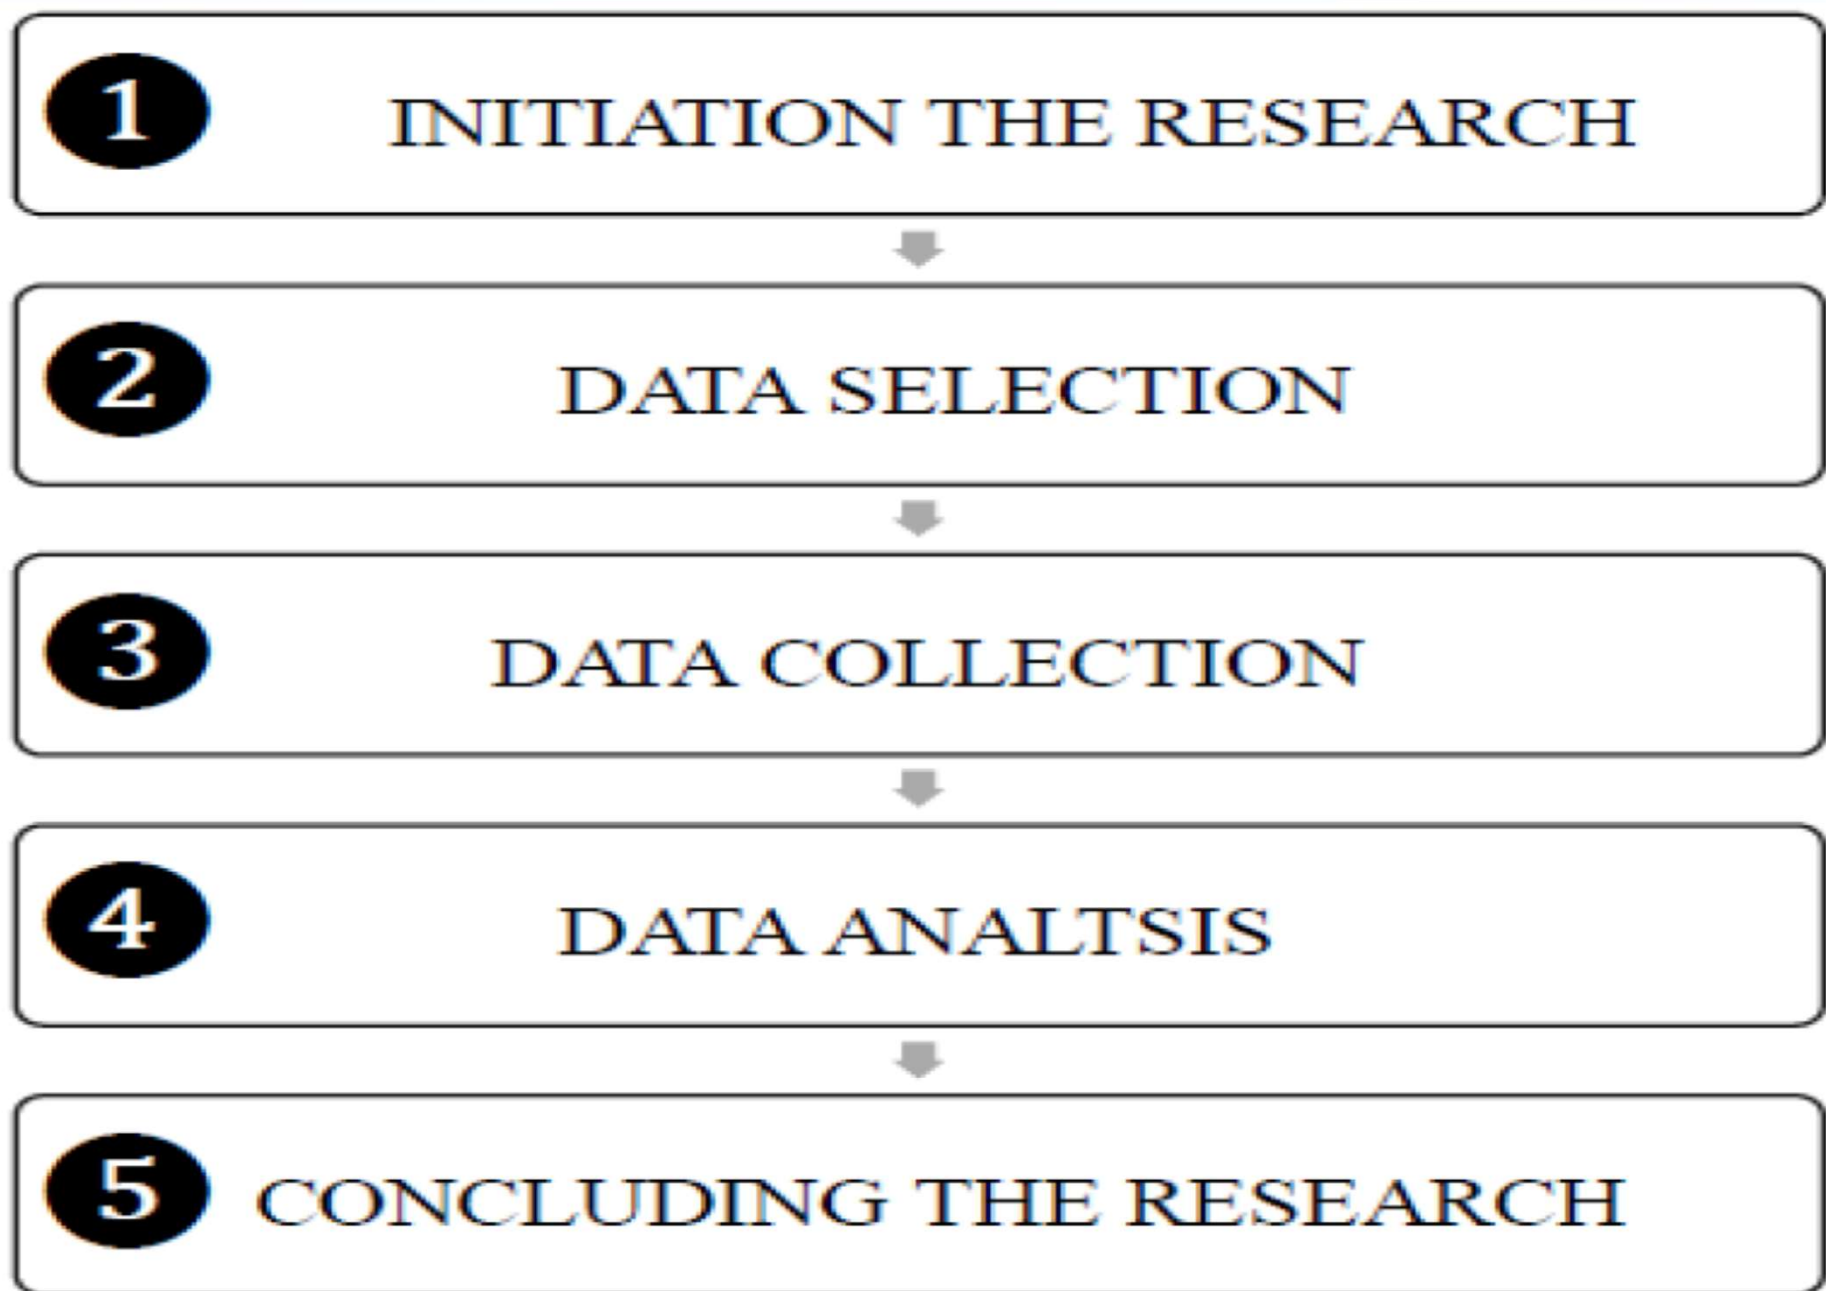 1 INITIATION THE RESEARCH
2 DATA SELECTION
3 DATA COLLECTION
4 DATA ANALTSIS
5 CONCLUDING THE RESEARCH